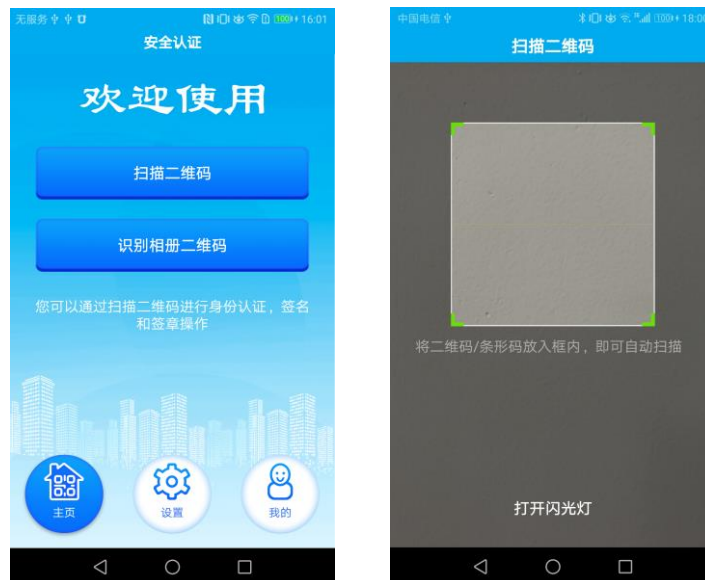 无服务
100
16:01
安全认证
欢迎使用
扫描二维码
识别相册二维码
您可以通过扫描二维码进行身份认证，签名
和签章操作
主页
设置
我的
中国电信
100
18:00
扫描二维码
将二维码/条形码放入框内，即可自动扫描
打开闪光灯